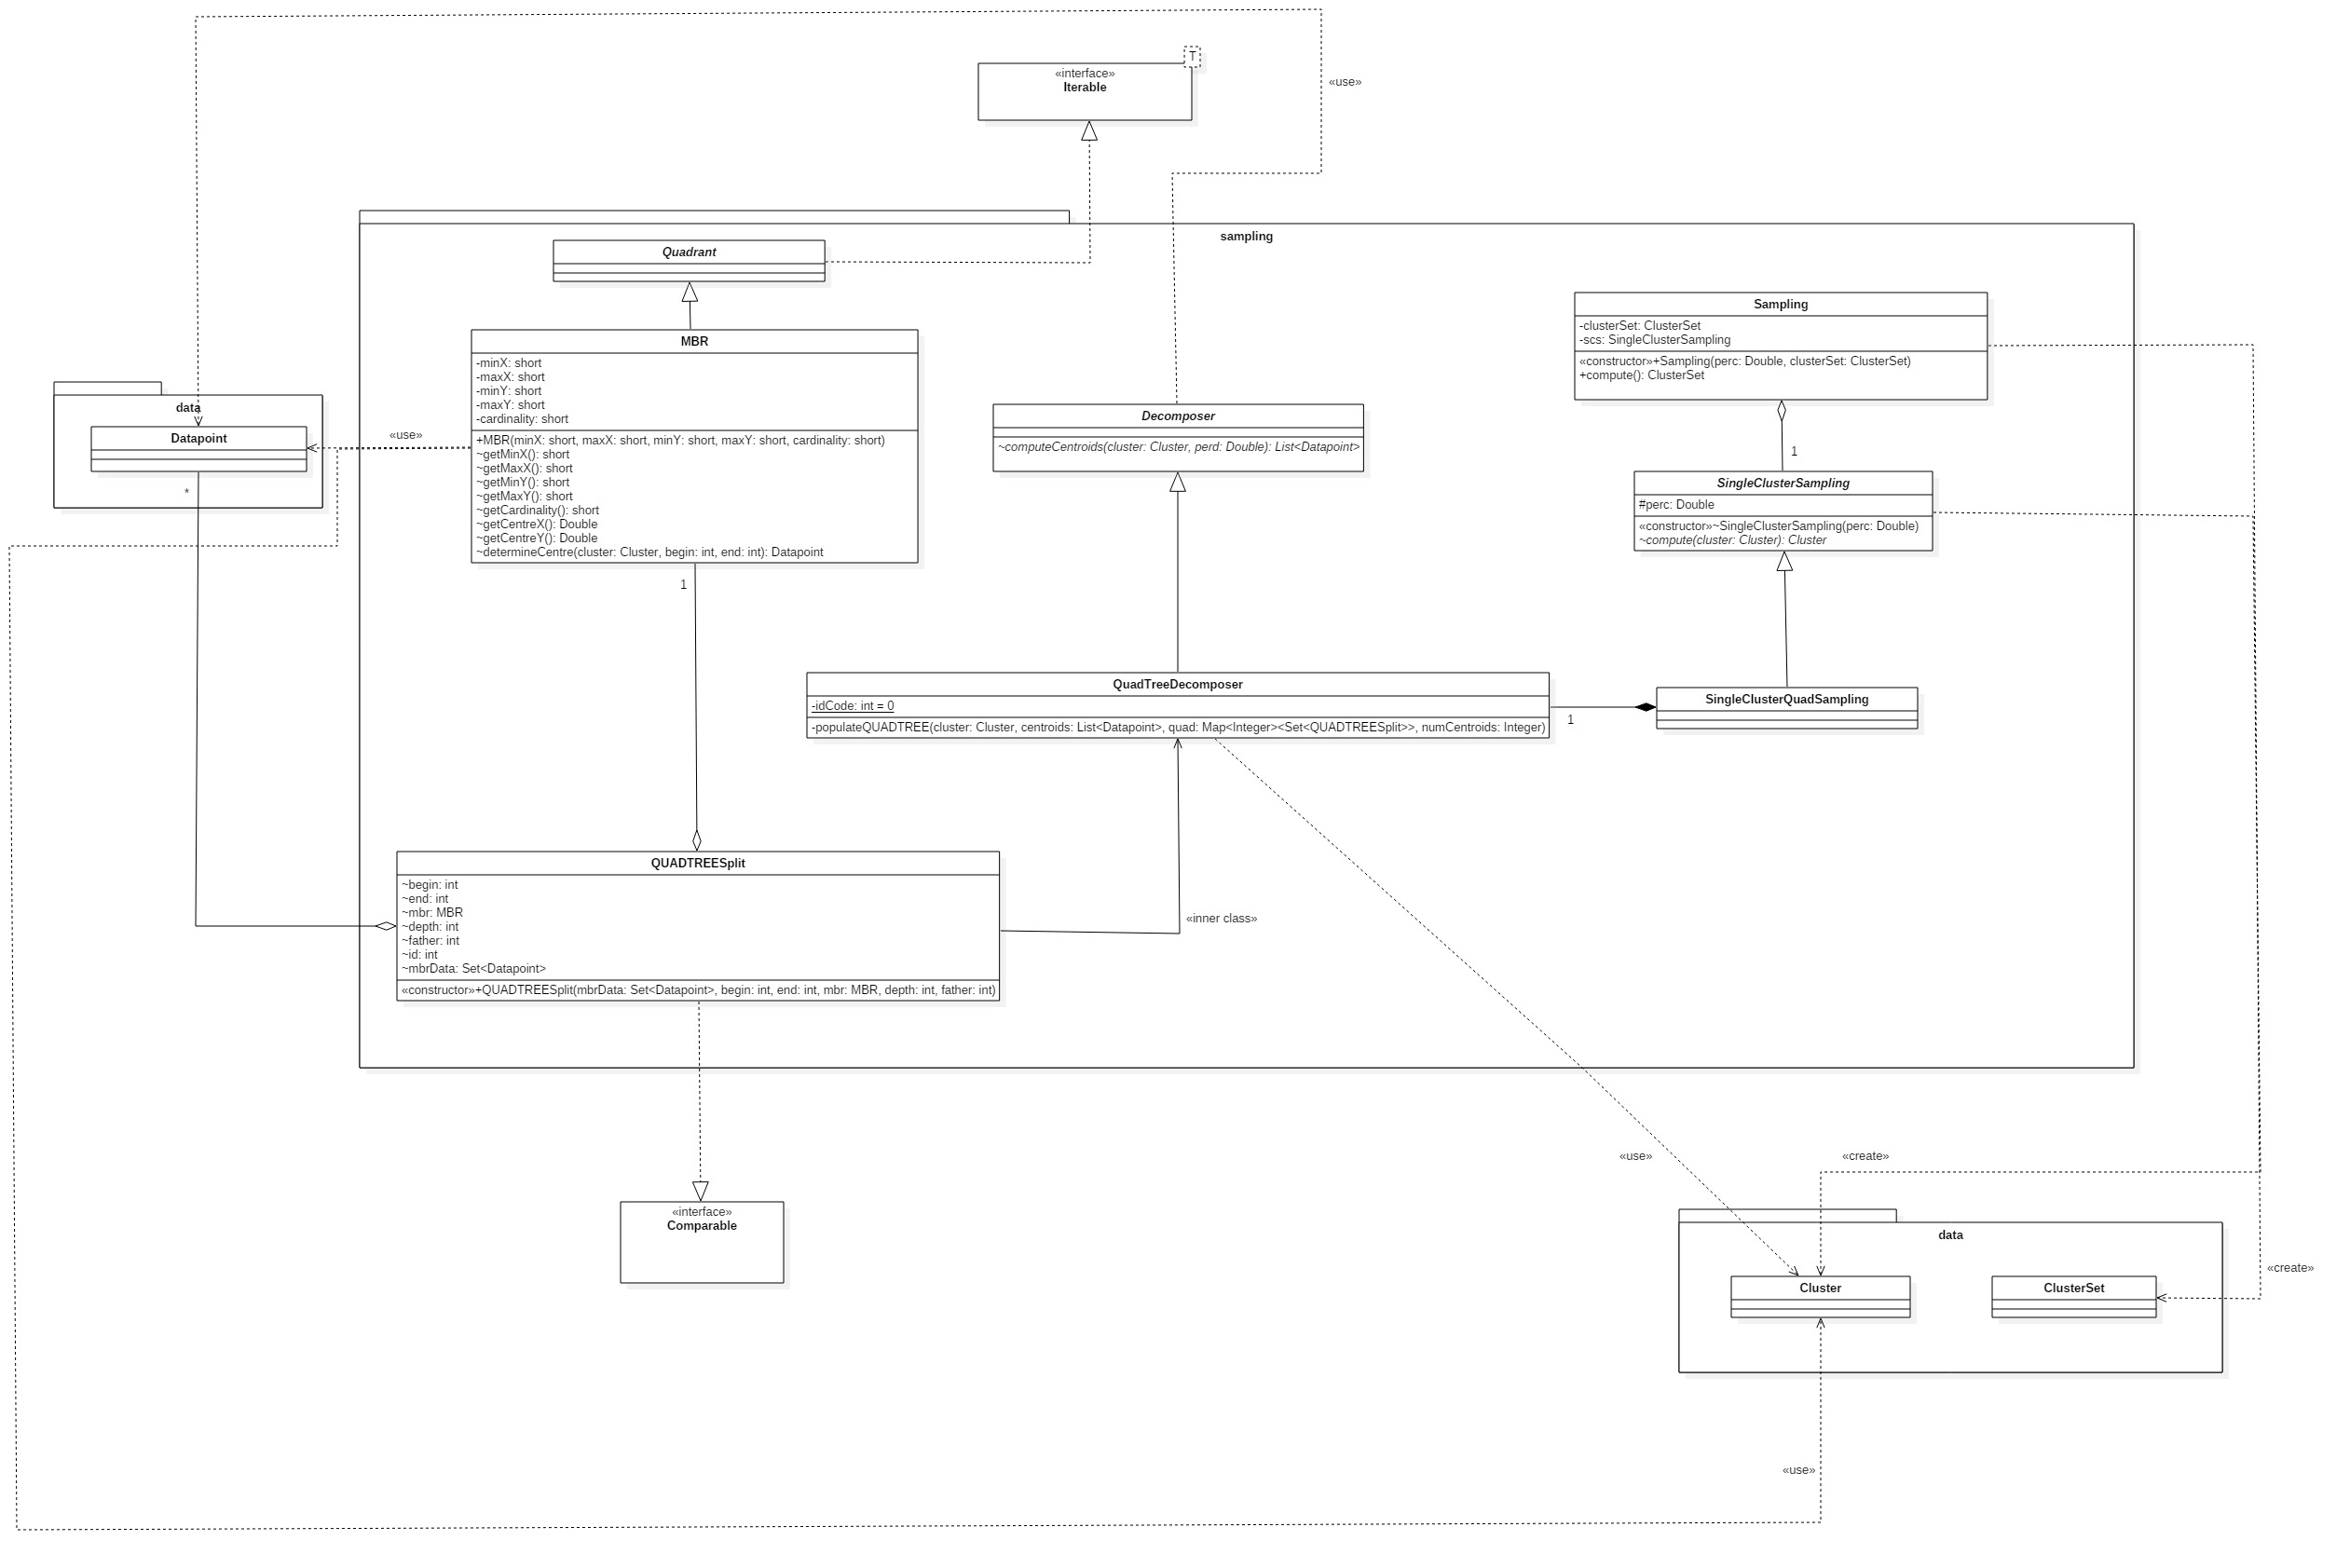 T
«interface»
Iterable
«use»
sampling
Quadrant
Sampling
-clusterSet: ClusterSet
-scs: SingleClusterSampling
«constructor»+Sampling(perc: Double, clusterSet: ClusterSet)
+compute(): ClusterSet
MBR
-minX: short
-maxX: short
-minY: short
-maxY: short
-cardinality: short
+MBR(minX: short, maxX: short, minY: short, maxY: short, cardinality: short)
~getMinX(): short
~getMaxX(): short
~getMinY(): short
~getMaxY(): short
~getCardinality(): short
~getCentreX(): Double
~getCentreY(): Double
~determineCentre(cluster: Cluster, begin: int, end: int): Datapoint
data
Datapoint
«use»
*
Decomposer
~computeCentroids(cluster: Cluster, perd: Double): List<Datapoint>
1
SingleClusterSampling
#perc: Double
«constructor»~SingleClusterSampling(perc: Double)
~compute(cluster: Cluster): Cluster
1
QuadTreeDecomposer
-idCode: int = 0
-populateQUADTREE(cluster: Cluster, centroids: List<Datapoint>, quad: Map<Integer><Set<QUADTREESplit>>, numCentroids: Integer)
1
SingleClusterQuadSampling
QUADTREESplit
~begin: int
~end: int
~mbr: MBR
~depth: int
~father: int
~id: int
~mbrData: Set<Datapoint>
«constructor»+QUADTREESplit(mbrData: Set<Datapoint>, begin: int, end: int, mbr: MBR, depth: int, father: int)
«inner class»
«use»
«create»
«interface»
Comparable
data
Cluster
ClusterSet
«create»
«use»